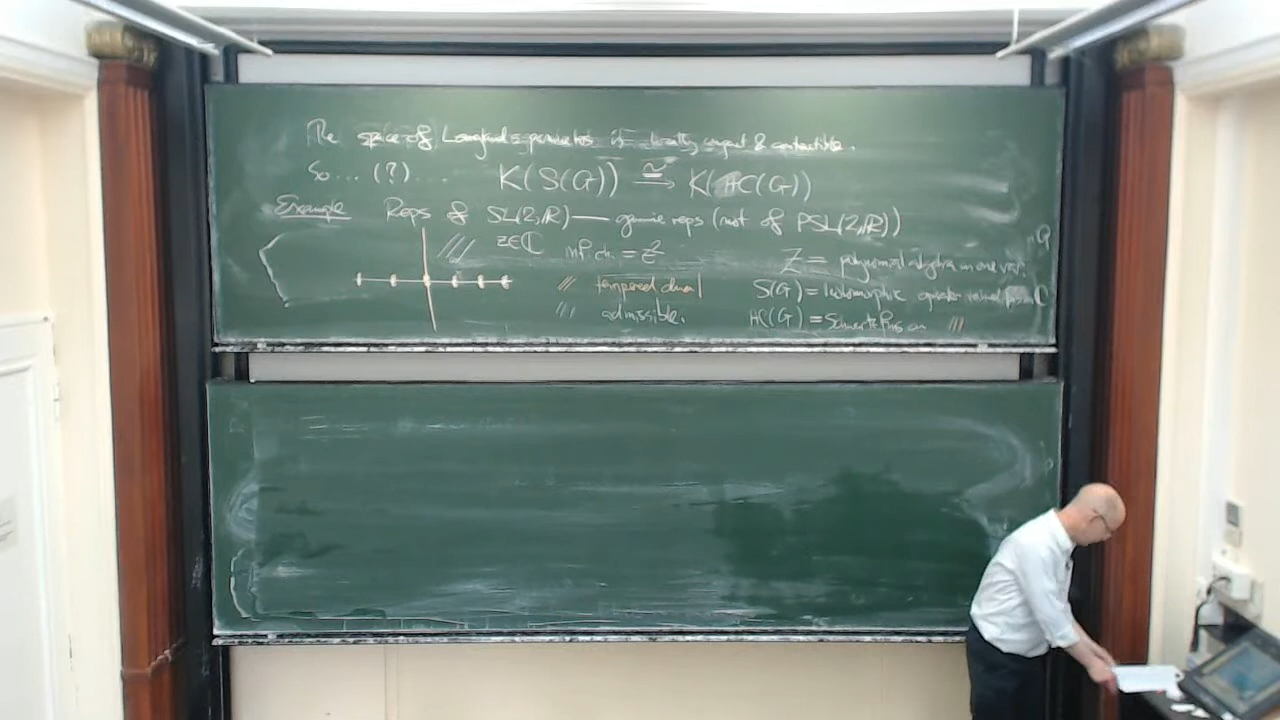 The space of Langlands parameters is locally compact & contractible.
So... (?)... K(S(G)) ≅→ K(HC(G))
Example Reps of SL(2,R) — genuine reps (not of PSL(2,R))
/// z∈ℂ inf ch. = z²
Z = polynomial algebra in one var.
// tempered dual
S(G) = holomorphic operator valued
/// admissible.
HC(G) = Schwartz fns on ///